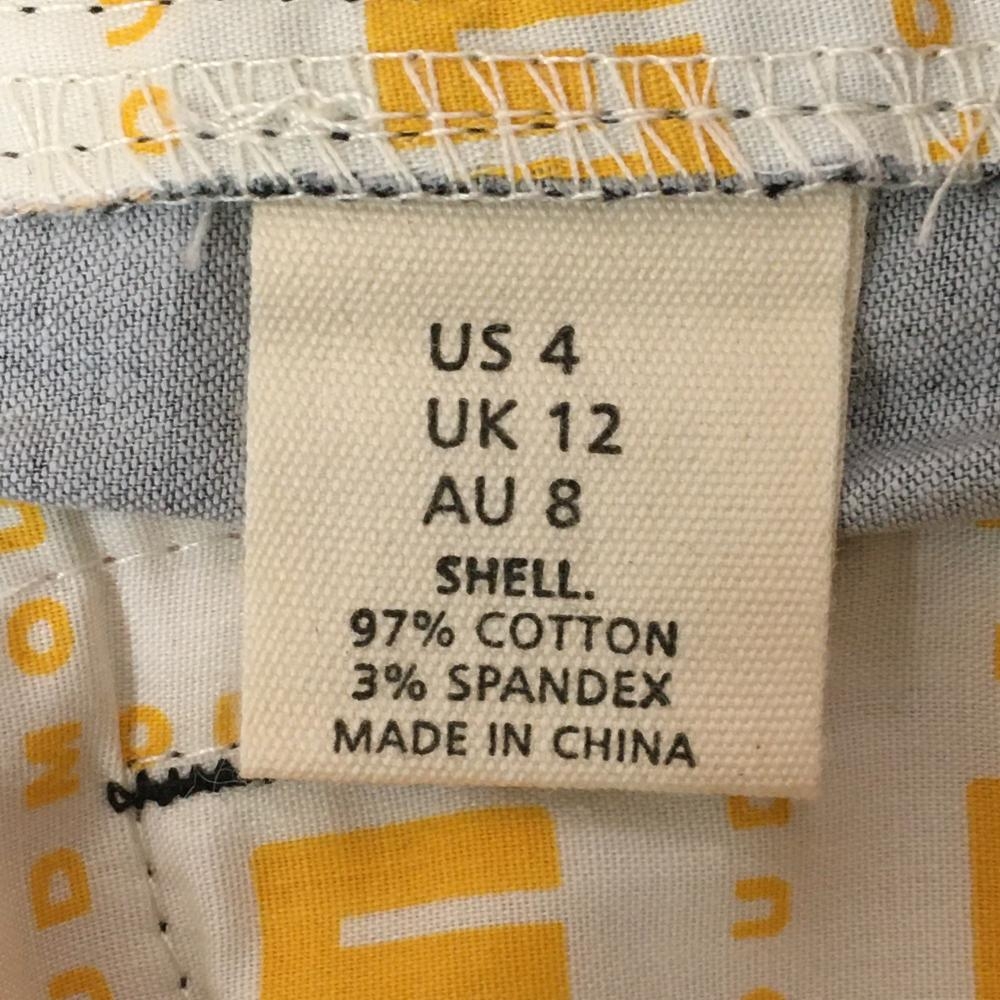 US 4
UK 12
AU 8
SHELL.
97% COTTON
3% SPANDEX
MADE IN CHINA